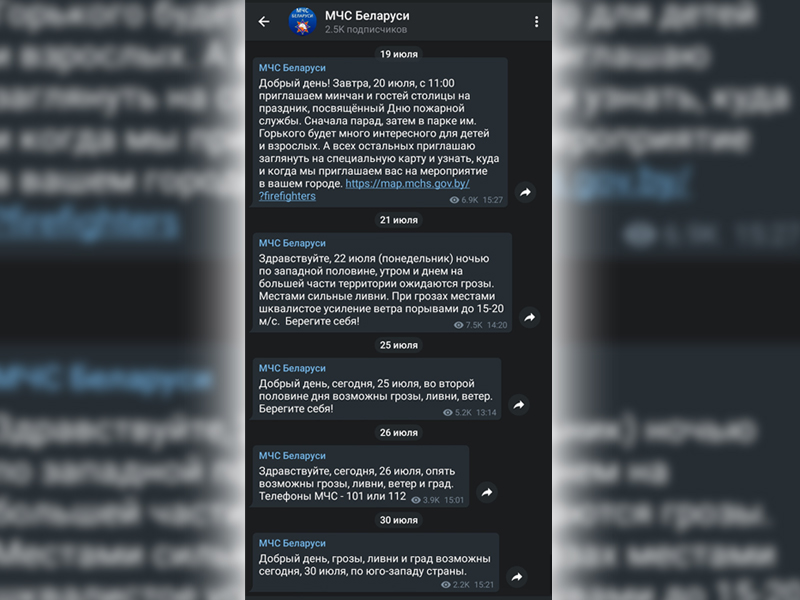 МЧС Беларуси
2.5K подписчиков
МЧС
БЕЛАРУСИ
19 июля
МЧС Беларуси
Добрый день! Завтра, 20 июля, с 11:00
приглашаем минчан и гостей столицы на
праздник, посвящённый Дню пожарной
службы. Сначала парад, затем в парке им.
Горького будет много интересного для детей
и взрослых. А всех остальных приглашаю
заглянуть на специальную карту и узнать, куда
и когда мы приглашаем вас на мероприятие
в вашем городе. https://map.mchs.gov.by/
?firefighters
6.9K 15:27
21 июля
МЧС Беларуси
Здравствуйте, 22 июля (понедельник) ночью
по западной половине, утром и днем на
большей части территории ожидаются грозы.
Местами сильные ливни. При грозах местами
шквалистое усиление ветра порывами до 15-20
м/с. Берегите себя!
7.5K 14:20
25 июля
МЧС Беларуси
Добрый день, сегодня, 25 июля, во второй
половине дня возможны грозы, ливни, ветер.
Берегите себя!
5.2K 13:14
26 июля
МЧС Беларуси
Здравствуйте, сегодня, 26 июля, опять
возможны грозы, ливни, ветер и град.
Телефоны МЧС - 101 или 112
3.9K 15:01
30 июля
МЧС Беларуси
Добрый день, грозы, ливни и град возможны
сегодня, 30 июля, по юго-западу страны.
2.2K 15:21